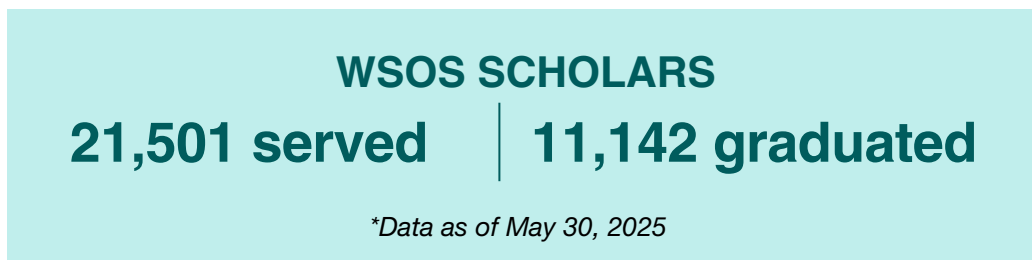 WSOS SCHOLARS
21,501 served 11,142 graduated
*Data as of May 30, 2025